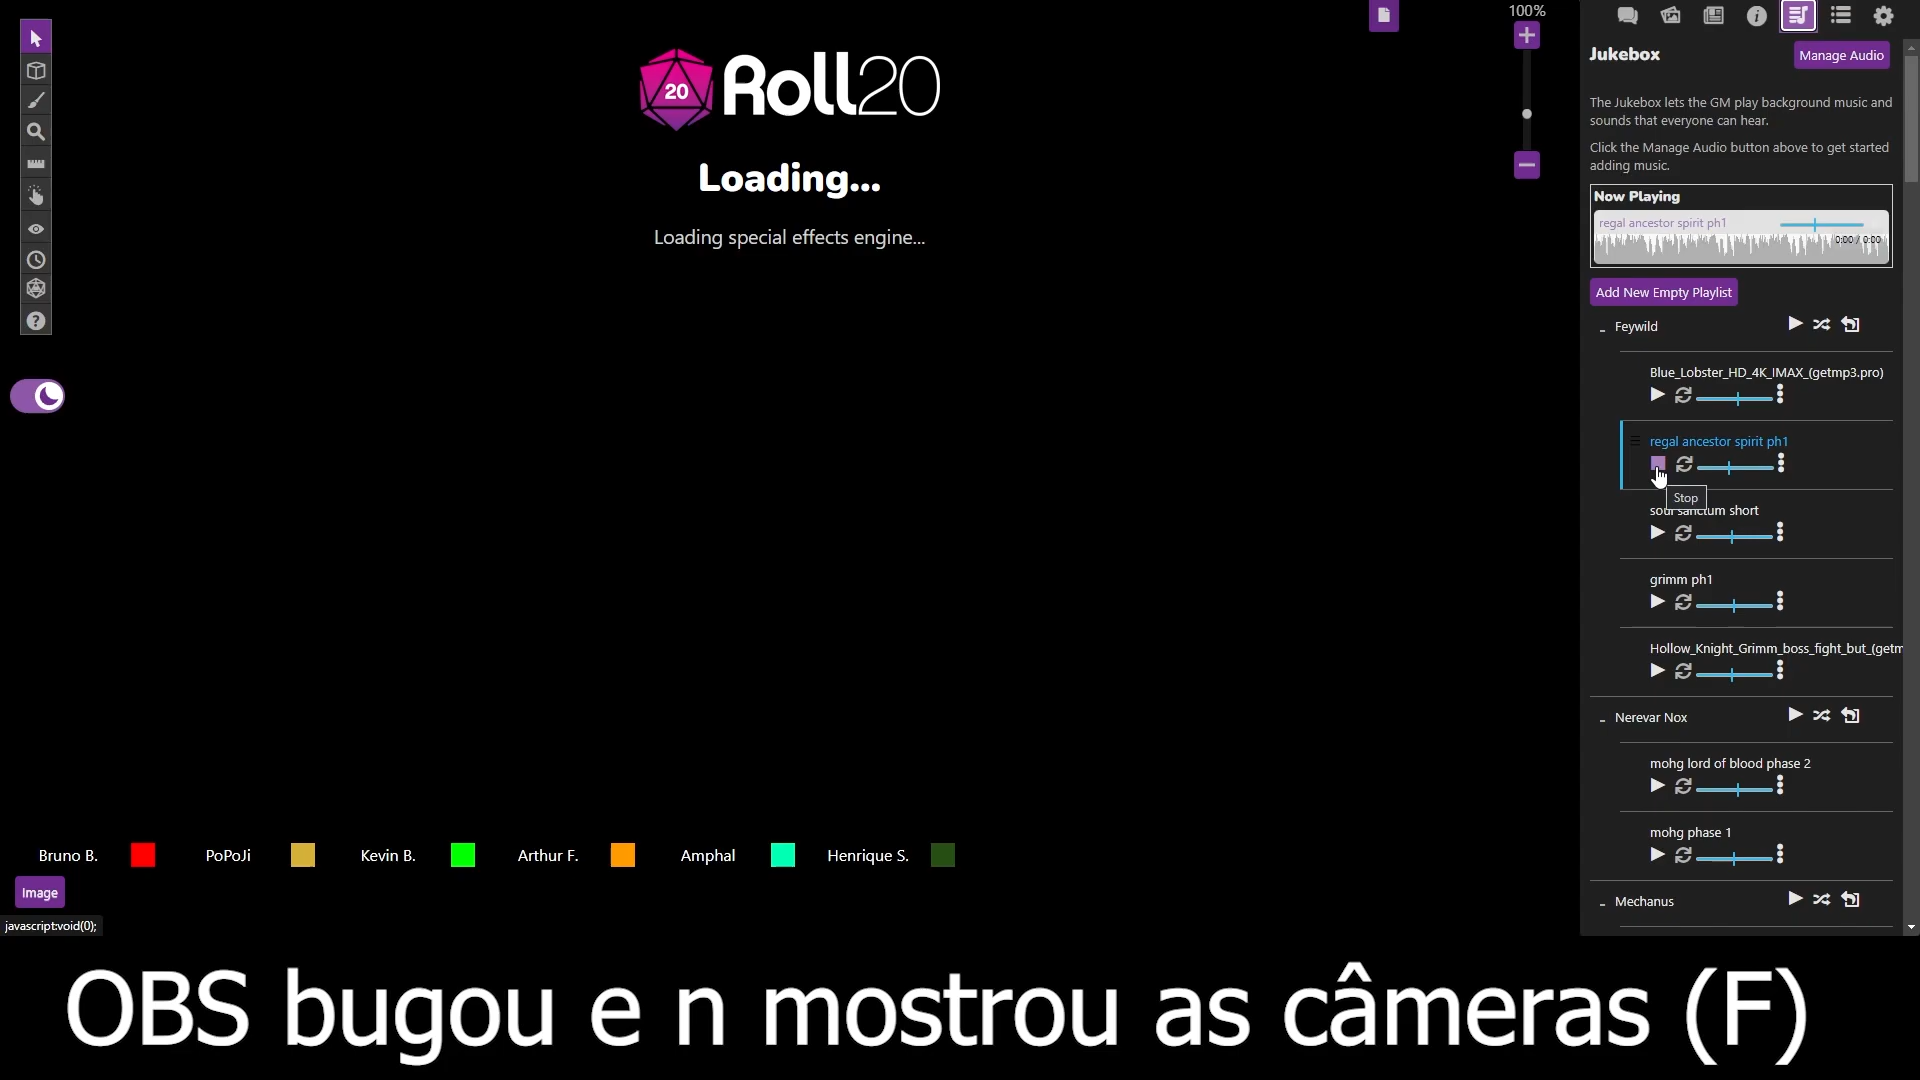 20
Roll20
Loading...
Loading special effects engine...
100%
Jukebox
Manage Audio
The Jukebox lets the GM play background music and
sounds that everyone can hear.
Click the Manage Audio button above to get started
adding music.
Now Playing
regal ancestor spirit ph1
0:00 / 0:00
Add New Empty Playlist
Feywild
Blue_Lobster_HD_4K_IMAX_(getmp3.pro)
regal ancestor spirit ph1
Stop
soul sanctum short
grimm ph1
Hollow_Knight_Grimm_boss_fight_but_(getm
Nerevar Nox
mohg lord of blood phase 2
mohg phase 1
Mechanus
Bruno B.
PoPoJi
Kevin B.
Arthur F.
Amphal
Henrique S.
Image
javascript:void(0);
OBS bugou e n mostrou as câmeras (F)